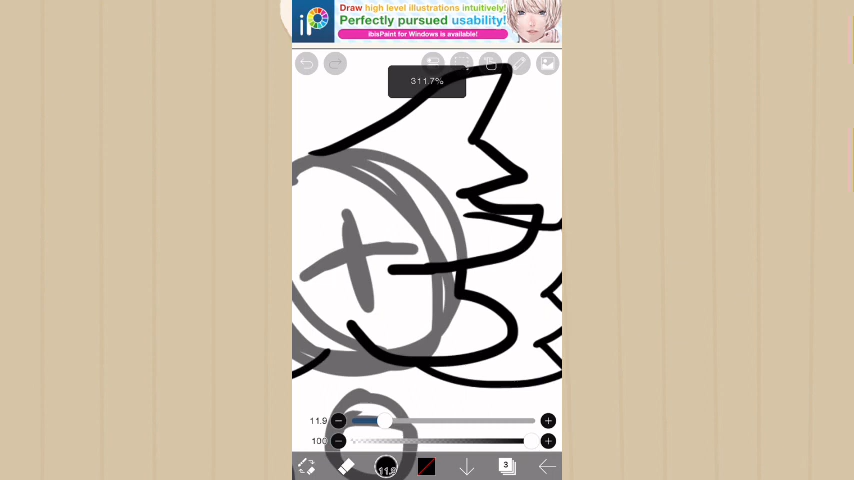 iP
Draw high level illustrations intuitively!
Perfectly pursued usability!
ibisPaint for Windows is available!
311.7%
11.9
100
11.9
3